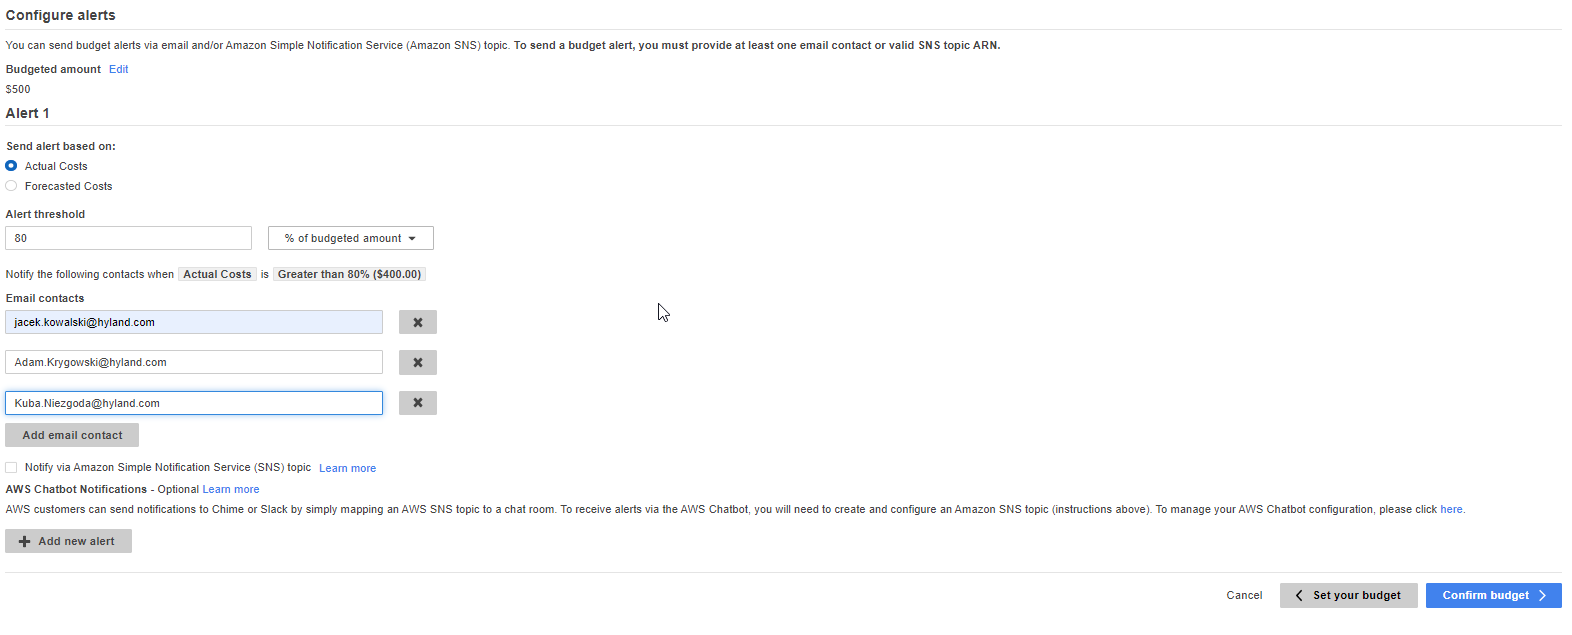 Configure alerts
You can send budget alerts via email and/or Amazon Simple Notification Service (Amazon SNS) topic. To send a budget alert, you must provide at least one email contact or valid SNS topic ARN.
Budgeted amount Edit
$500
Alert 1
Send alert based on:
Actual Costs
Forecasted Costs
Alert threshold
80 % of budgeted amount
Notify the following contacts when Actual Costs is Greater than 80% ($400.00)
Email contacts
jacek.kowalski@hyland.com
Adam.Krygowski@hyland.com
Kuba.Niezgoda@hyland.com
Add email contact
Notify via Amazon Simple Notification Service (SNS) topic Learn more
AWS Chatbot Notifications - Optional Learn more
AWS customers can send notifications to Chime or Slack by simply mapping an AWS SNS topic to a chat room. To receive alerts via the AWS Chatbot, you will need to create and configure an Amazon SNS topic (instructions above). To manage your AWS Chatbot configuration, please click here.
Add new alert
Cancel Set your budget Confirm budget